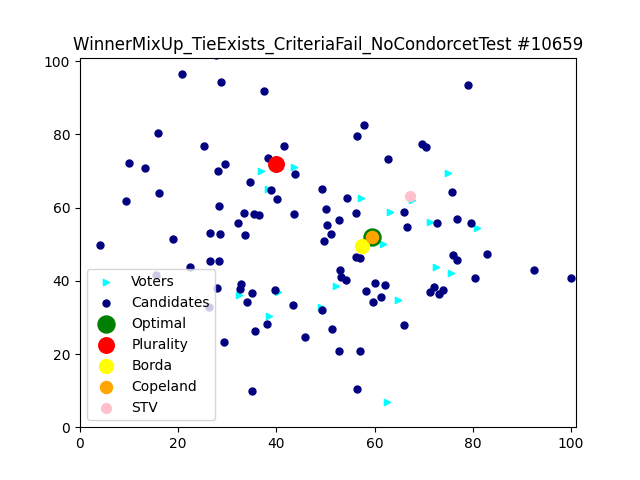 WinnerMixUp_TieExists_CriteriaFail_NoCondorcetTest #10659
100
80
60
40
20
0
0
20
40
60
80
100
Voters
Candidates
Optimal
Plurality
Borda
Copeland
STV